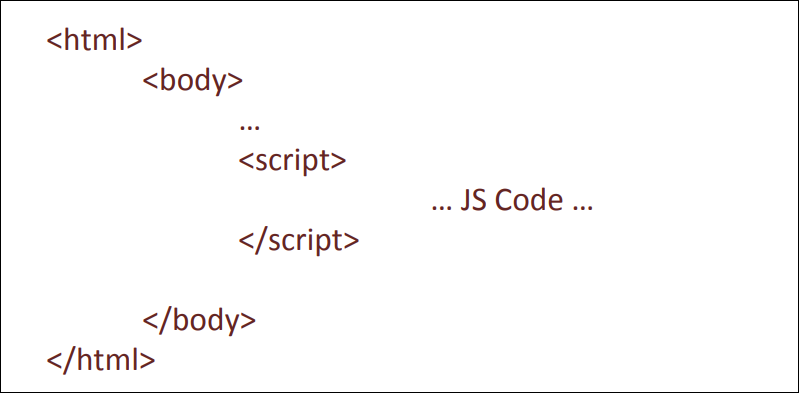 <html>
<body>
...
<script>
... JS Code ...
</script>
</body>
</html>